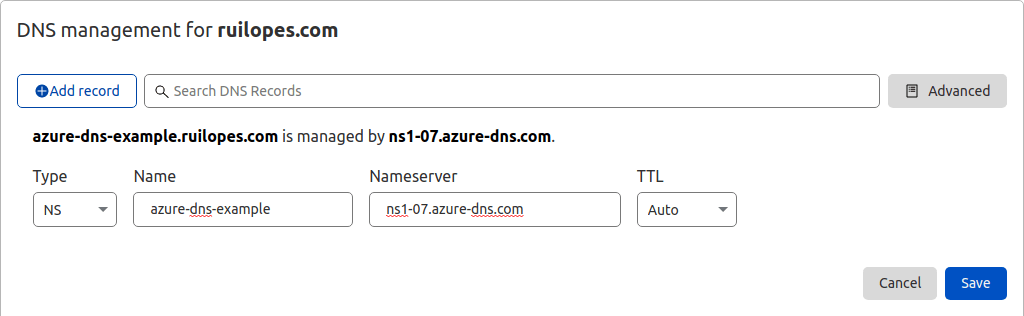 DNS management for ruilopes.com
Add record
Search DNS Records
Advanced
azure-dns-example.ruilopes.com is managed by ns1-07.azure-dns.com.
Type Name Nameserver TTL
NS azure-dns-example ns1-07.azure-dns.com Auto
Cancel Save